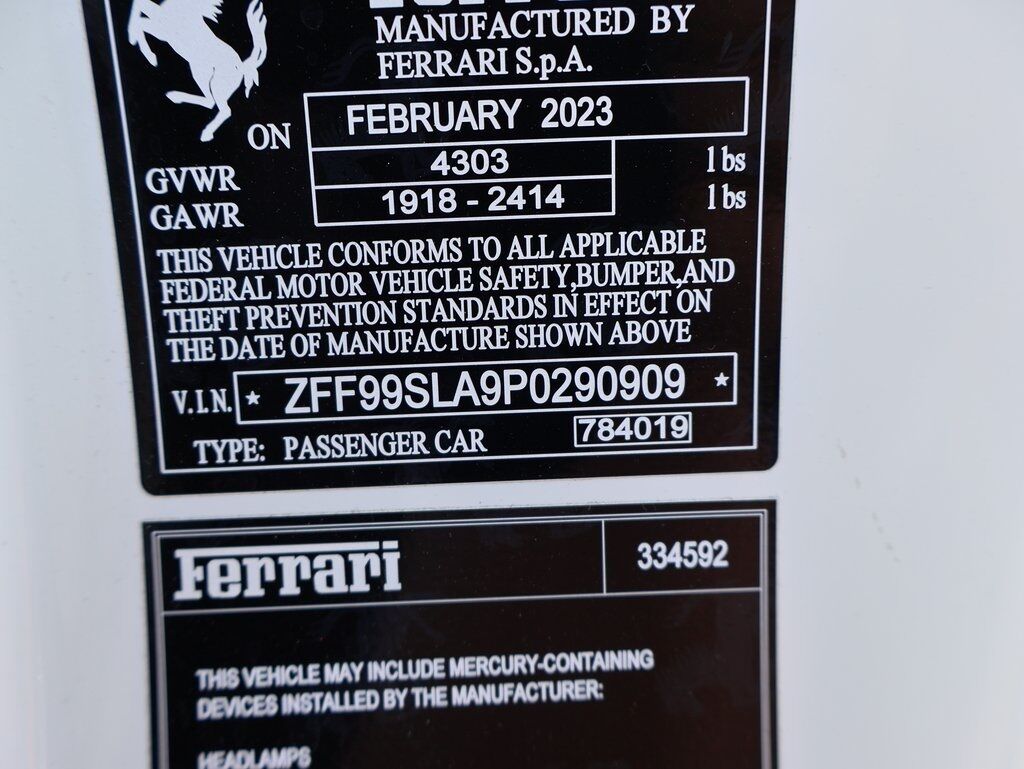 MANUFACTURED BY
FERRARI S.p.A.
ON FEBRUARY 2023
GVWR 4303 lbs
GAWR 1918 - 2414 lbs
THIS VEHICLE CONFORMS TO ALL APPLICABLE
FEDERAL MOTOR VEHICLE SAFETY,BUMPER,AND
THEFT PREVENTION STANDARDS IN EFFECT ON
THE DATE OF MANUFACTURE SHOWN ABOVE
V.I.N. * ZFF99SLA9P0290909 *
TYPE: PASSENGER CAR 784019
Ferrari 334592
THIS VEHICLE MAY INCLUDE MERCURY-CONTAINING
DEVICES INSTALLED BY THE MANUFACTURER:
HEADLAMPS